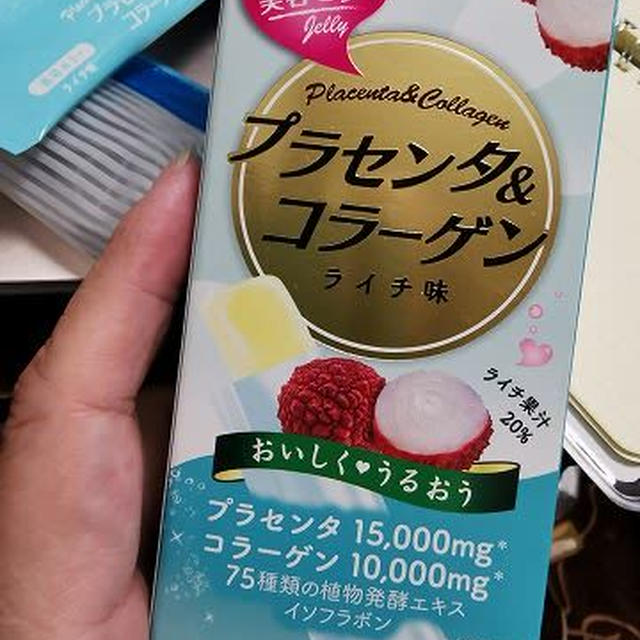 Jelly
Placenta&Collagen
プラセンタ&
コラーゲン
ライチ味
ライチ果汁
20%
おいしく♥うるおう
プラセンタ 15,000mg*
コラーゲン 10,000mg*
75種類の植物発酵エキス
イソフラボン